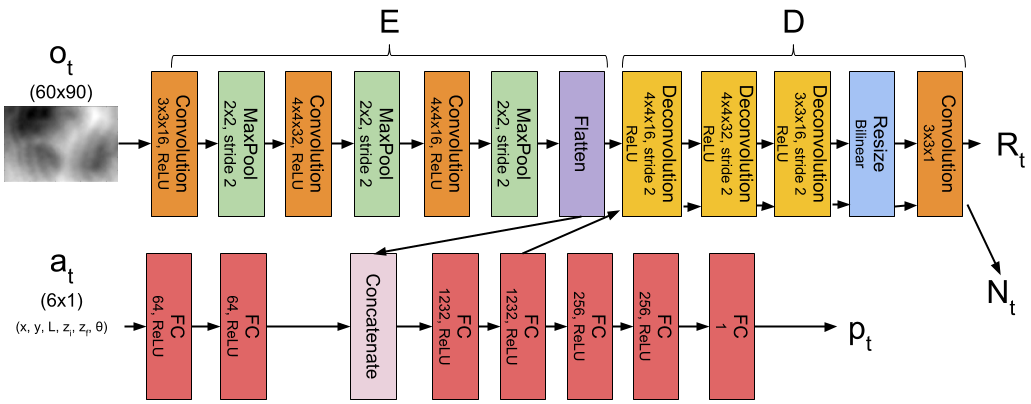 E
D
o_t
(60x90)
Convolution
3x3x16, ReLU
MaxPool
2x2, stride 2
Convolution
4x4x32, ReLU
MaxPool
2x2, stride 2
Convolution
4x4x16, ReLU
MaxPool
2x2, stride 2
Flatten
Deconvolution
4x4x16, stride 2
ReLU
Deconvolution
4x4x32, stride 2
ReLU
Deconvolution
3x3x16, stride 2
ReLU
Resize
Bilinear
Convolution
3x3x1
R_t
N_t
a_t
(6x1)
(x, y, L, z_i, z_f, θ)
FC
64, ReLU
FC
64, ReLU
Concatenate
FC
1232, ReLU
FC
1232, ReLU
FC
256, ReLU
FC
256, ReLU
FC
1
p_t